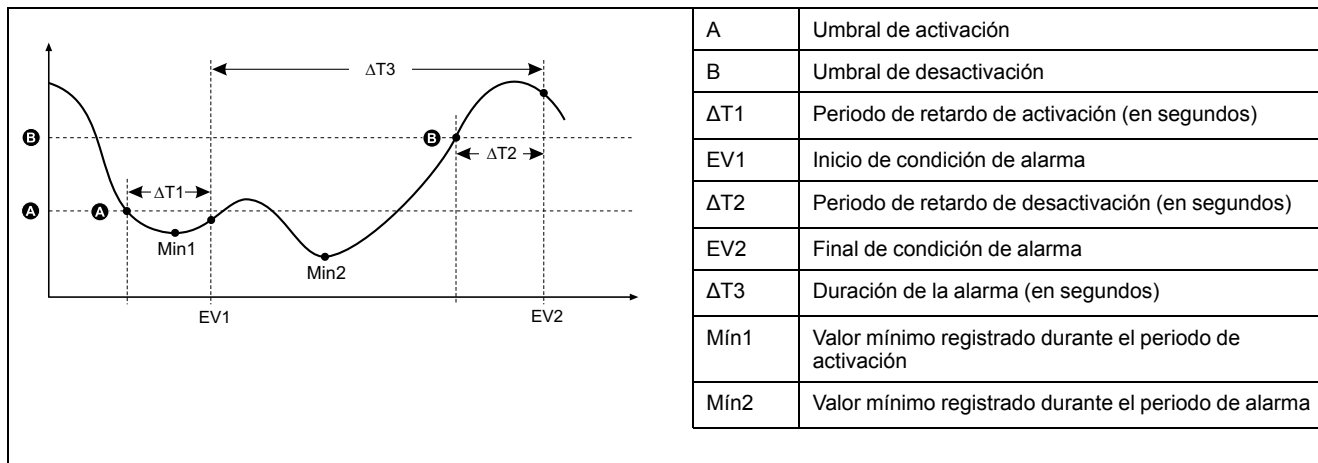 ΔT3
B
B
ΔT2
ΔT1
A
A
Min1
Min2
EV1
EV2
A Umbral de activación
B Umbral de desactivación
ΔT1 Periodo de retardo de activación (en segundos)
EV1 Inicio de condición de alarma
ΔT2 Periodo de retardo de desactivación (en segundos)
EV2 Final de condición de alarma
ΔT3 Duración de la alarma (en segundos)
Mín1 Valor mínimo registrado durante el periodo de
activación
Mín2 Valor mínimo registrado durante el periodo de alarma